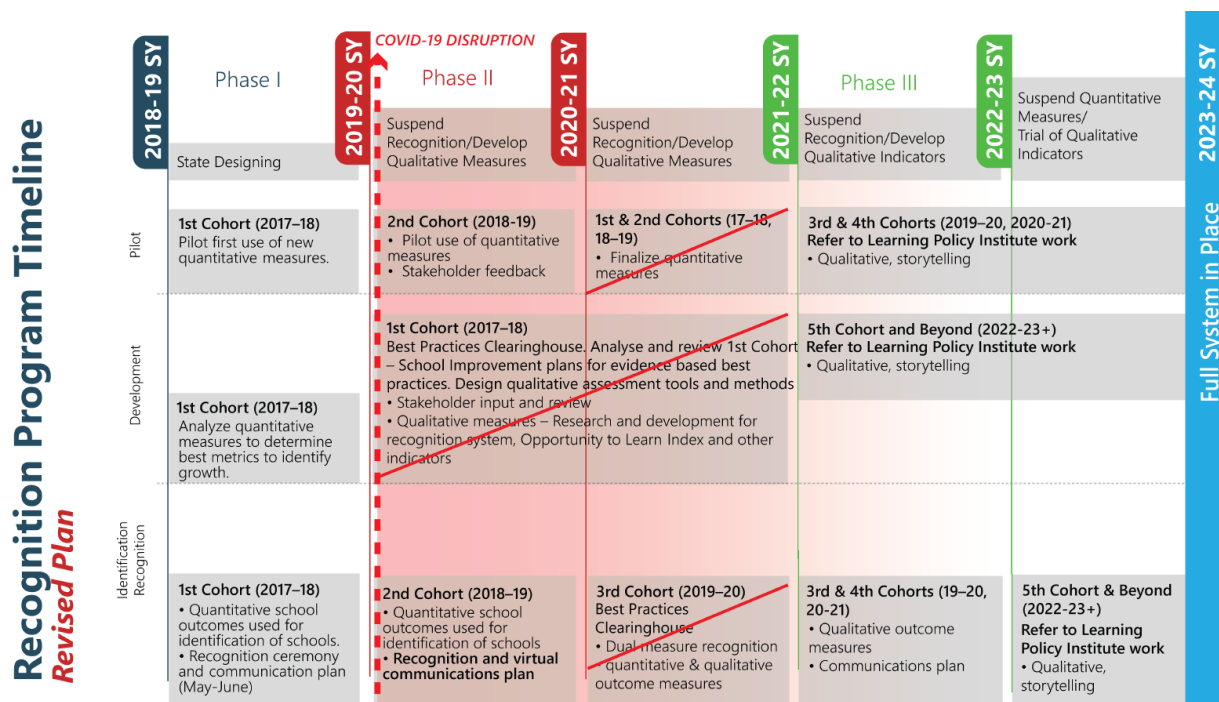 Recognition Program Timeline
Revised Plan
2018-19 SY
2019-20 SY
2020-21 SY
2021-22 SY
2022-23 SY
2023-24 SY
COVID-19 DISRUPTION
Phase I
Phase II
Phase III
State Designing
Suspend
Recognition/Develop
Qualitative Measures
Suspend
Recognition/Develop
Qualitative Measures
Suspend
Recognition/Develop
Qualitative Indicators
Suspend Quantitative
Measures/
Trial of Qualitative
Indicators
Full System in Place
Pilot
1st Cohort (2017–18)
Pilot first use of new
quantitative measures.
2nd Cohort (2018-19)
• Pilot use of quantitative
measures
• Stakeholder feedback
1st & 2nd Cohorts (17–18,
18–19)
• Finalize quantitative
measures
3rd & 4th Cohorts (2019–20, 2020-21)
Refer to Learning Policy Institute work
• Qualitative, storytelling
Development
1st Cohort (2017–18)
Analyze quantitative
measures to determine
best metrics to identify
growth.
1st Cohort (2017–18)
Best Practices Clearinghouse. Analyse and review 1st Cohort
– School Improvement plans for evidence based best
practices. Design qualitative assessment tools and methods
• Stakeholder input and review
• Qualitative measures – Research and development for
recognition system, Opportunity to Learn Index and other
indicators
5th Cohort and Beyond (2022-23+)
Refer to Learning Policy Institute work
• Qualitative, storytelling
Identification
Recognition
1st Cohort (2017–18)
• Quantitative school
outcomes used for
identification of schools.
• Recognition ceremony
and communication plan
(May-June)
2nd Cohort (2018–19)
• Quantitative school
outcomes used for
identification of schools
• Recognition and virtual
communications plan
3rd Cohort (2019–20)
Best Practices
Clearinghouse
• Dual measure recognition
• quantitative & qualitative
outcome measures
3rd & 4th Cohorts (19–20,
20-21)
• Qualitative outcome
measures
• Communications plan
5th Cohort & Beyond
(2022-23+)
Refer to Learning
Policy Institute work
• Qualitative,
storytelling